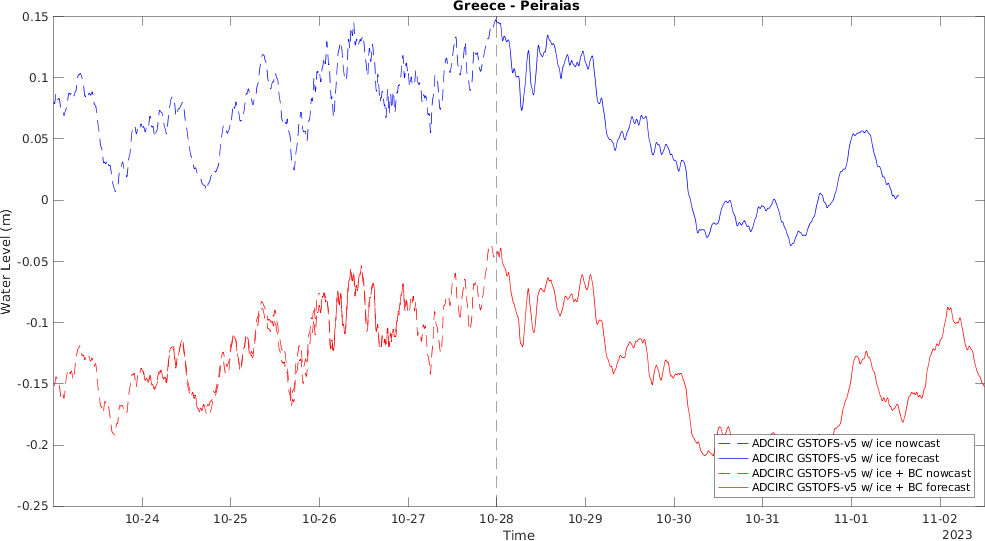 Greece - Peiraias
0.15
0.1
0.05
0
-0.05
-0.1
-0.15
-0.2
-0.25
Water Level (m)
ADCIRC GSTOFS-v5 w/ ice nowcast
ADCIRC GSTOFS-v5 w/ ice forecast
ADCIRC GSTOFS-v5 w/ ice + BC nowcast
ADCIRC GSTOFS-v5 w/ ice + BC forecast
10-24 10-25 10-26 10-27 10-28 10-29 10-30 10-31 11-01 11-02
Time
2023